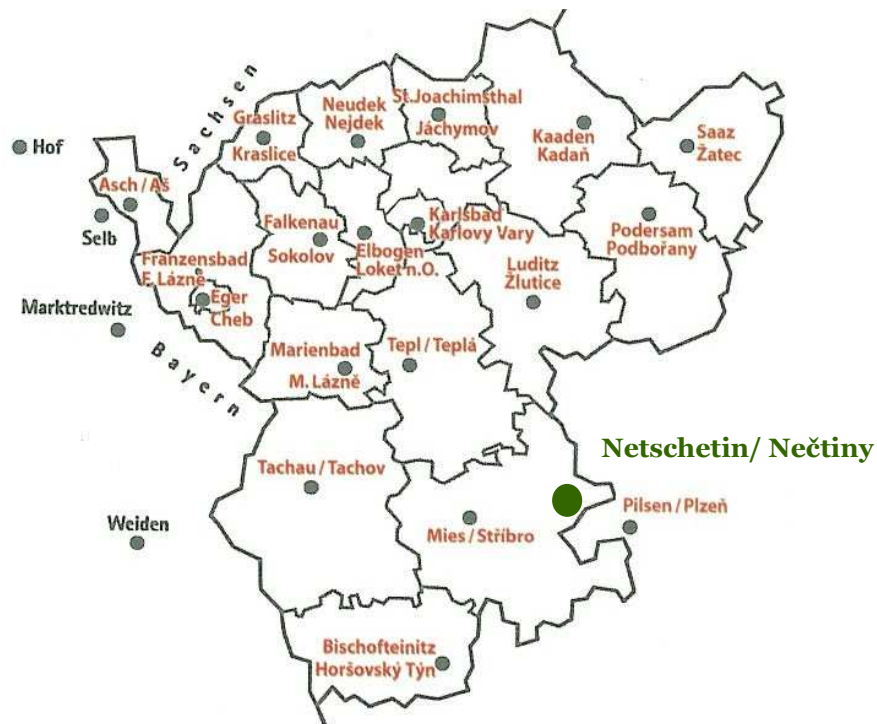 Sachsen
Hof
Asch / Aš
Selb
Graslitz
Kraslice
Neudek
Nejdek
St.Joachimsthal
Jáchymov
Kaaden
Kadaň
Saaz
Žatec
Franzensbad
F. Lázně
Eger
Cheb
Falkenau
Sokolov
Elbogen
Loket n.O.
Karlsbad
Karlovy Vary
Luditz
Žlutice
Podersam
Podbořany
Marktredwitz
Bayern
Marienbad
M. Lázně
Tepl / Teplá
Netschetin/ Nečtiny
Tachau / Tachov
Mies / Stříbro
Pilsen / Plzeň
Weiden
Bischofteinitz
Horšovský Týn